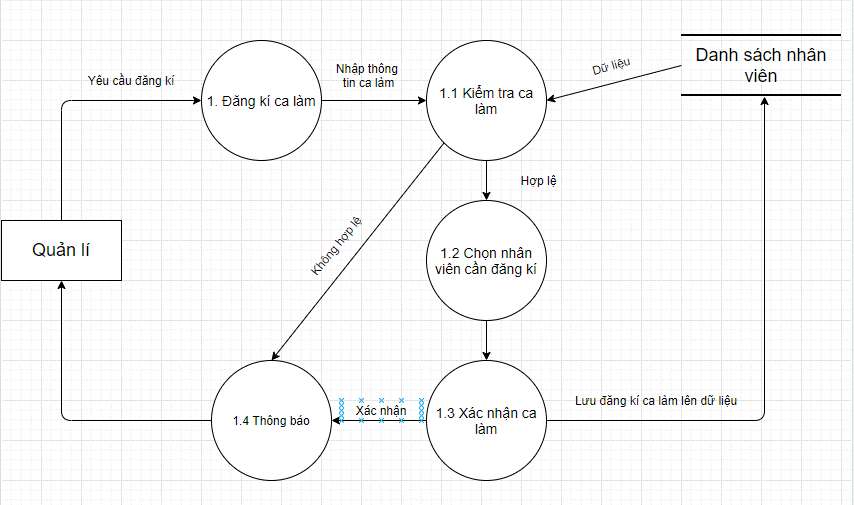 Yêu cầu đăng kí
1. Đăng kí ca làm
Nhập thông
tin ca làm
1.1 Kiểm tra ca
làm
Dữ liệu
Danh sách nhân
viên
Hợp lệ
Không hợp lệ
Quản lí
1.2 Chọn nhân
viên cần đăng kí
1.4 Thông báo
Xác nhận
1.3 Xác nhận ca
làm
Lưu đăng kí ca làm lên dữ liệu